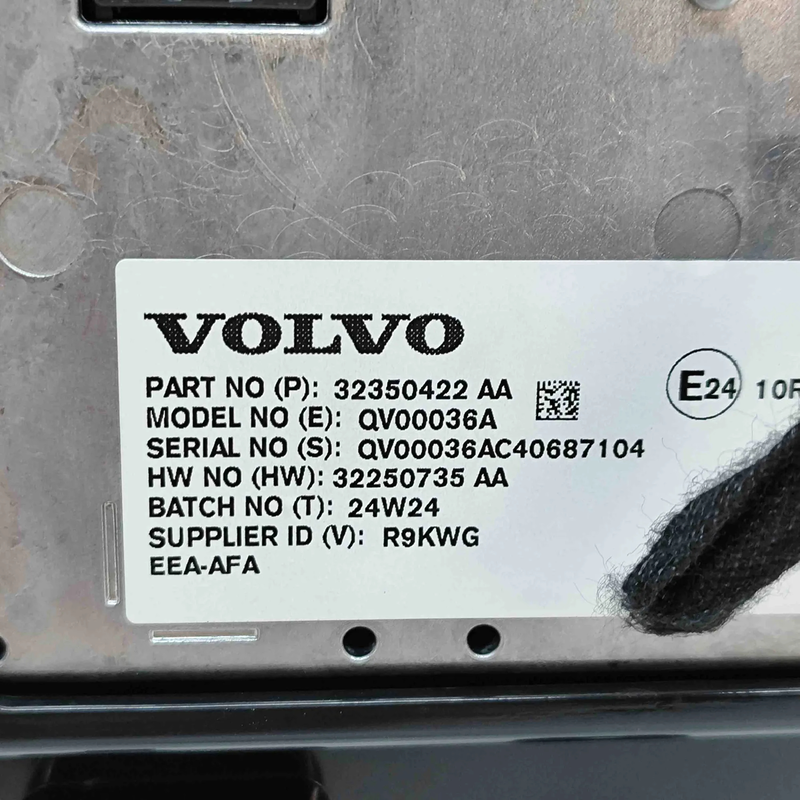 VOLVO
PART NO (P): 32350422 AA
MODEL NO (E): QV00036A
E24 10R
SERIAL NO (S): QV00036AC40687104
HW NO (HW): 32250735 AA
BATCH NO (T): 24W24
SUPPLIER ID (V): R9KWG
EEA-AFA